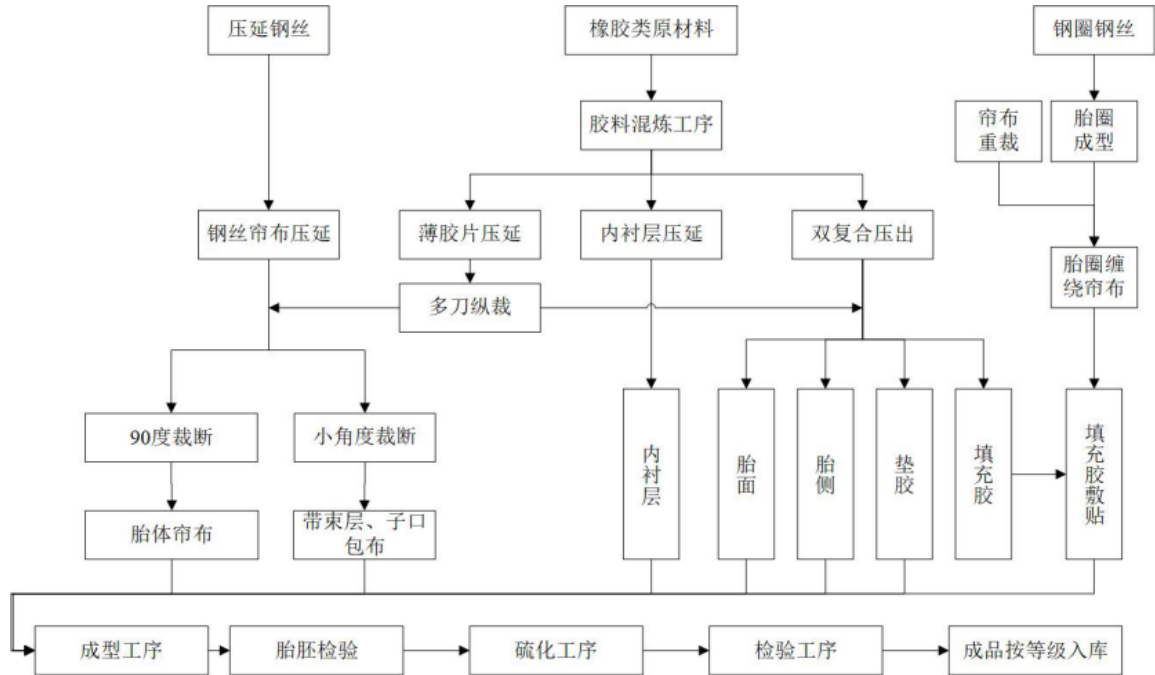 压延钢丝
橡胶类原材料
钢圈钢丝
胶料混炼工序
帘布
重裁
胎圈
成型
钢丝帘布压延
薄胶片压延
内衬层压延
双复合压出
胎圈缠
绕帘布
多刀纵裁
90度裁断
小角度裁断
内衬层
胎面
胎侧
垫胶
填充胶
填充胶敷贴
胎体帘布
带束层、子口
包布
成型工序
胎胚检验
硫化工序
检验工序
成品按等级入库